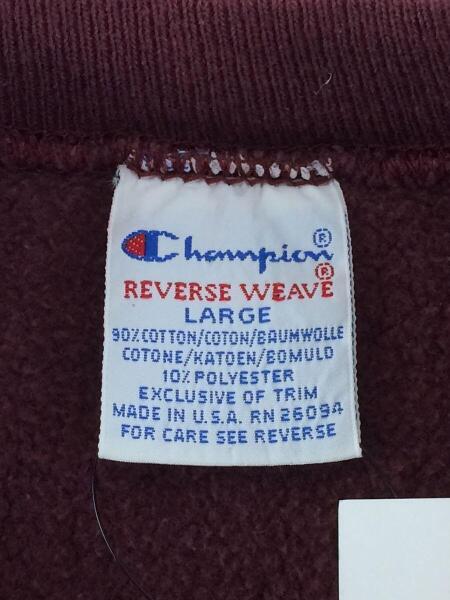 Champion®
REVERSE WEAVE®
LARGE
90% COTTON/COTON/BAUMWOLLE
COTONE/KATOEN/BOMULD
10% POLYESTER
EXCLUSIVE OF TRIM
MADE IN U.S.A. RN 26094
FOR CARE SEE REVERSE